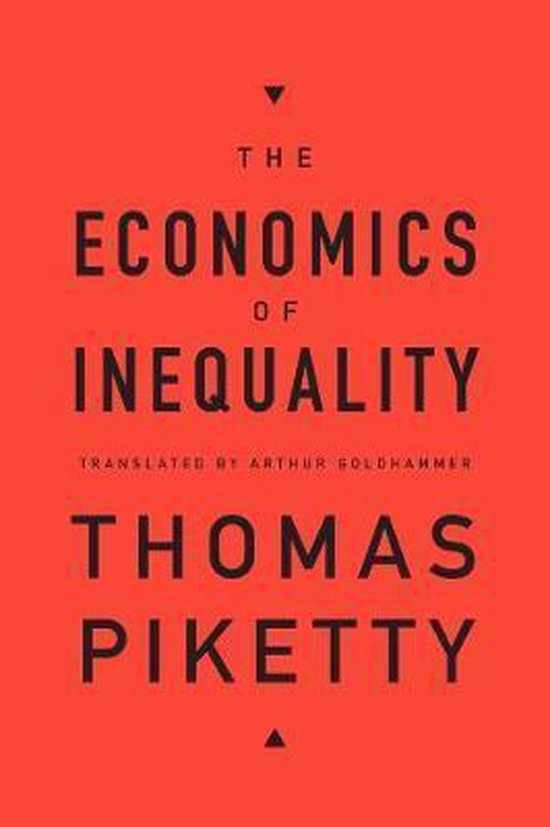 THE
ECONOMICS
OF
INEQUALITY
TRANSLATED BY ARTHUR GOLDHAMMER
THOMAS
PIKETTY